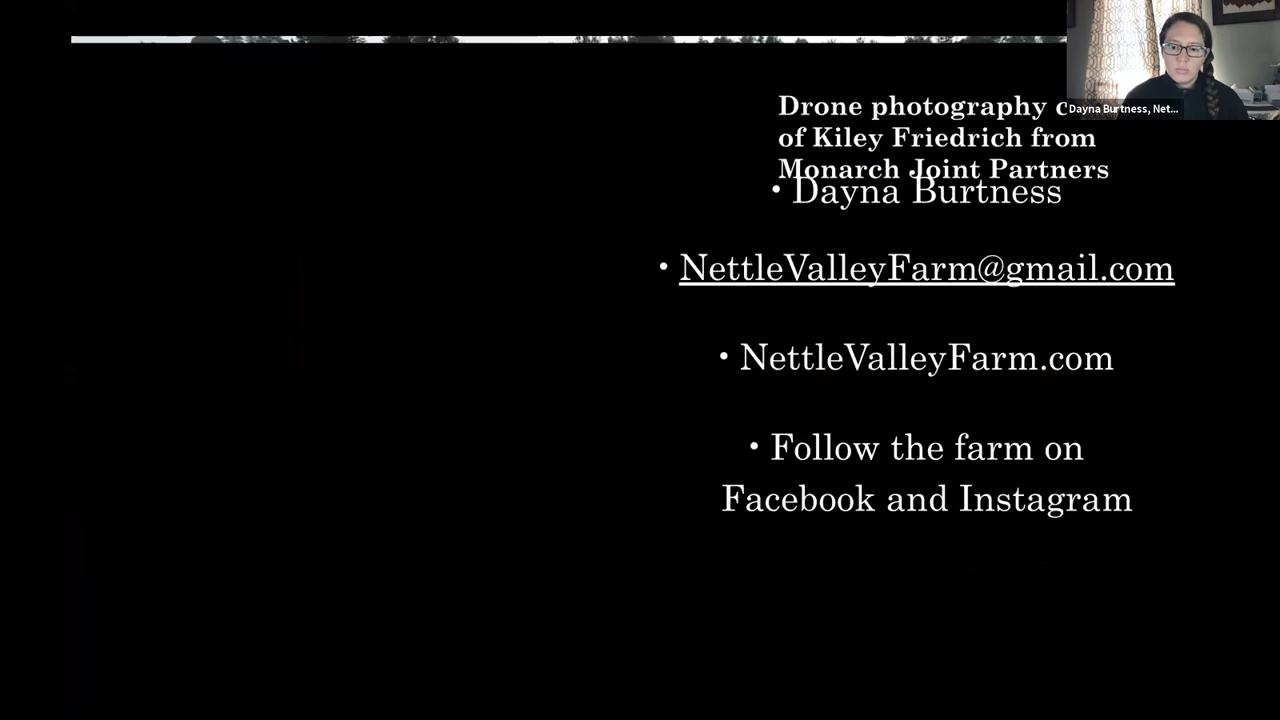 Drone photography
of Kiley Friedrich from
Monarch Joint Partners
• Dayna Burtness
• NettleValleyFarm@gmail.com
• NettleValleyFarm.com
• Follow the farm on
Facebook and Instagram
Dayna Burtness, Net...